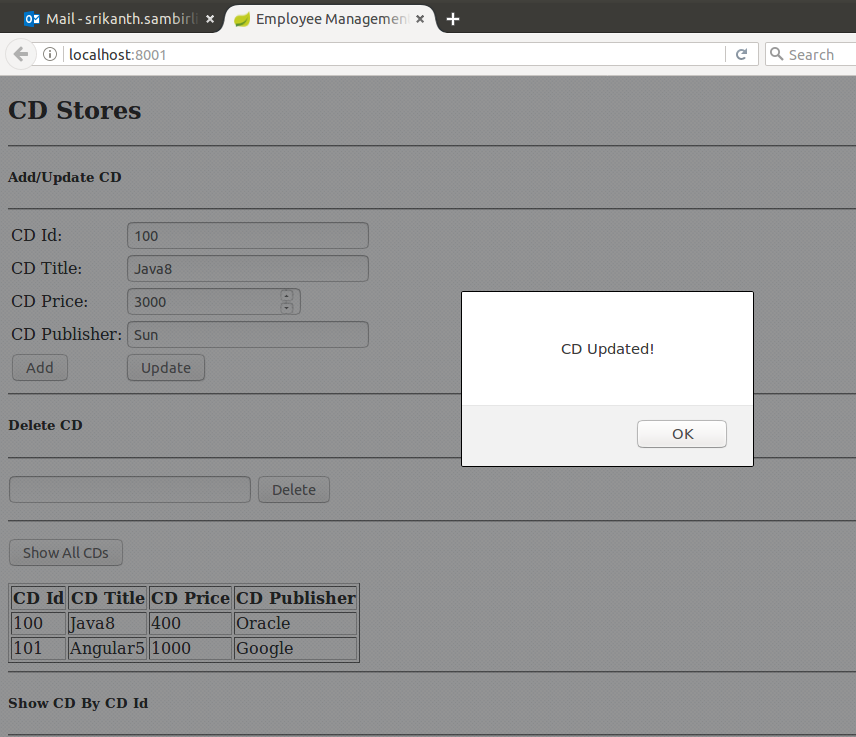 Mail - srikanth.sambirli × Employee Management × +
localhost:8001 Search
CD Stores
Add/Update CD
CD Id: 100
CD Title: Java8
CD Price: 3000
CD Publisher: Sun
Add Update
CD Updated!
OK
Delete CD
Delete
Show All CDs
CD Id CD Title CD Price CD Publisher
100 Java8 400 Oracle
101 Angular5 1000 Google
Show CD By CD Id